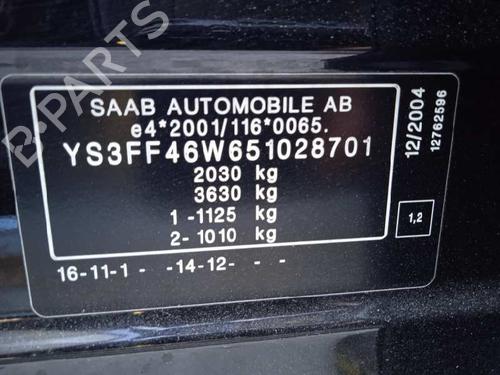 B-PARTS
SAAB AUTOMOBILE AB
e4*2001/116*0065.
YS3FF46W651028701
2030 kg
3630 kg
1 -1125 kg
2- 1010 kg
16-11-1 - -14-12- - -
12/2004
12762596
1,2